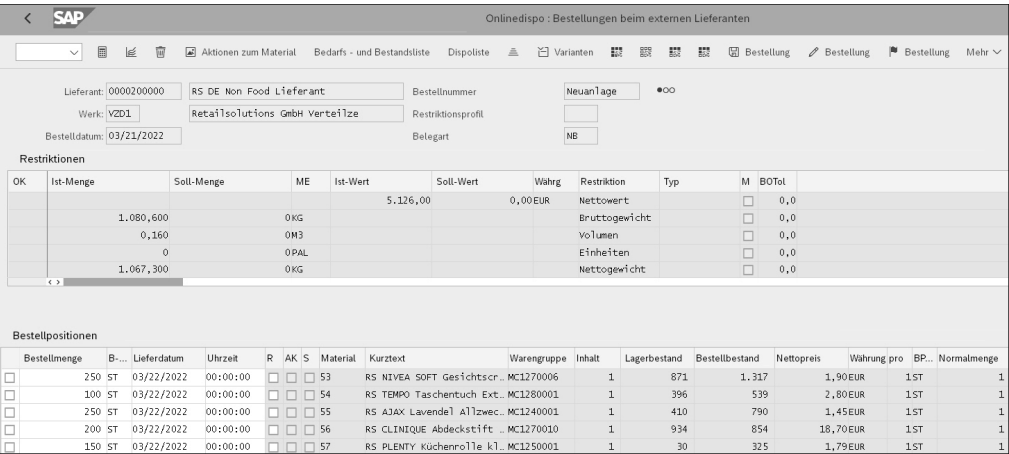 SAP Onlinedispo : Bestellungen beim externen Lieferanten
Aktionen zum Material Bedarfs - und Bestandsliste Dispoliste Varianten Bestellung Bestellung Bestellung Mehr
Lieferant: 0000200000 RS DE Non Food Lieferant Bestellnummer Neuanlage
Werk: VZD1 Retailsolutions GmbH Verteilze Restriktionsprofil
Bestelldatum: 03/21/2022 Belegart NB
Restriktionen
OK Ist-Menge Soll-Menge ME Ist-Wert Soll-Wert Währg Restriktion Typ M BOTol
5.126,00 0,00 EUR Nettowert 0,0
1.080,600 0 KG Bruttogewicht 0,0
0,160 0 M3 Volumen 0,0
0 0 PAL Einheiten 0,0
1.067,300 0 KG Nettogewicht 0,0
Bestellpositionen
Bestellmenge B-... Lieferdatum Uhrzeit R AK S Material Kurztext Warengruppe Inhalt Lagerbestand Bestellbestand Nettopreis Währung pro BP... Normalmenge
250 ST 03/22/2022 00:00:00 53 RS NIVEA SOFT Gesichtscr… MC1270006 1 871 1.317 1,90 EUR 1 ST 1
100 ST 03/22/2022 00:00:00 54 RS TEMPO Taschentuch Ext… MC1280001 1 396 539 2,80 EUR 1 ST 1
250 ST 03/22/2022 00:00:00 55 RS AJAX Lavendel Allzwec… MC1240001 1 410 790 1,45 EUR 1 ST 1
200 ST 03/22/2022 00:00:00 56 RS CLINIQUE Abdeckstift … MC1270010 1 934 854 18,70 EUR 1 ST 1
150 ST 03/22/2022 00:00:00 57 RS PLENTY Küchenrolle kl… MC1250001 1 30 325 1,79 EUR 1 ST 1